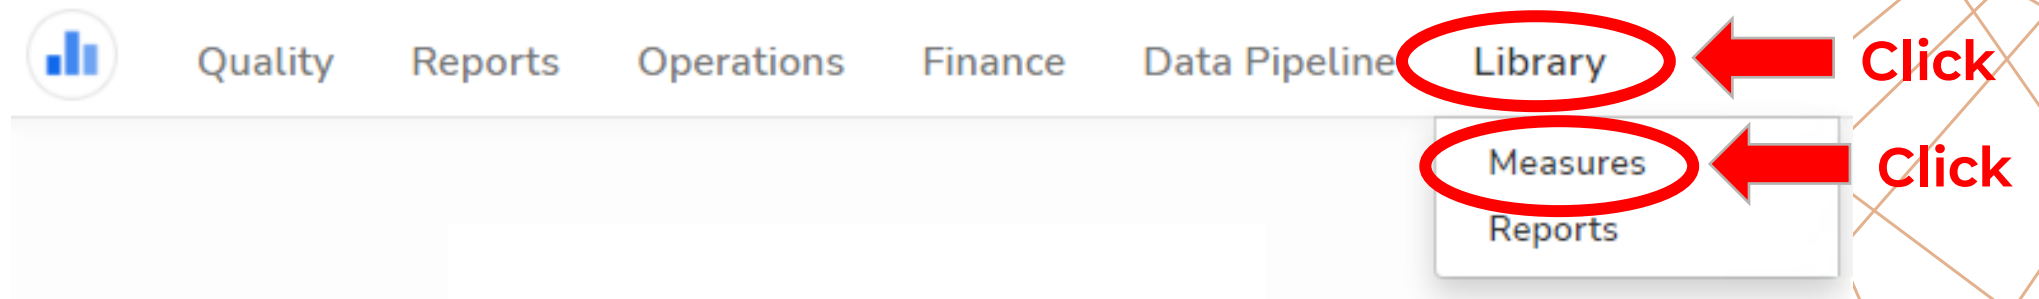 Quality Reports Operations Finance Data Pipeline Library Click
Measures Click
Reports